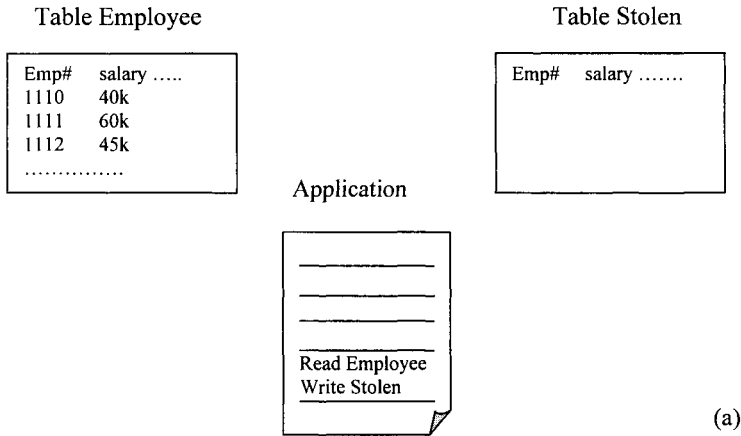 Table Employee
Table Stolen
Emp# salary .....
1110 40k
1111 60k
1112 45k
...............
Emp# salary .......
Application
Read Employee
Write Stolen
(a)